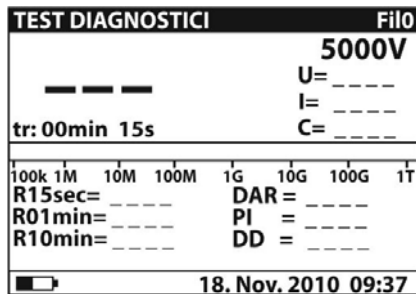 TEST DIAGNOSTICI Fil0
5000V
--- U= ----
I= ----
tr: 00min 15s C= ----
100k 1M 10M 100M 1G 10G 100G 1T
R15sec= ---- DAR = ----
R01min= ---- PI = ----
R10min= ---- DD = ----
18. Nov. 2010 09:37